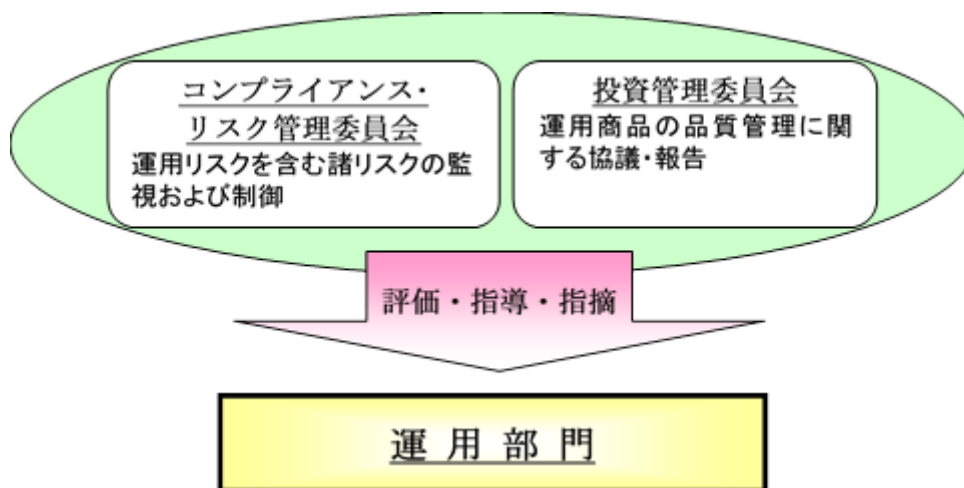 コンプライアンス・
リスク管理委員会
運用リスクを含む諸リスクの監
視および制御
投資管理委員会
運用商品の品質管理に関
する協議・報告
評価・指導・指摘
運用部門